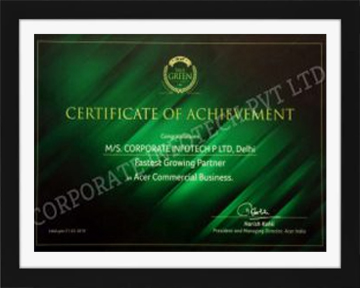 GREEN
CERTIFICATE OF ACHIEVEMENT
Congratulations
M/S. CORPORATE INFOTECH P LTD, Delhi
Fastest Growing Partner
in Acer Commercial Business.
Harish Kohli
President and Managing Director, Acer India
CORPORATE INFOTECH PVT LTD